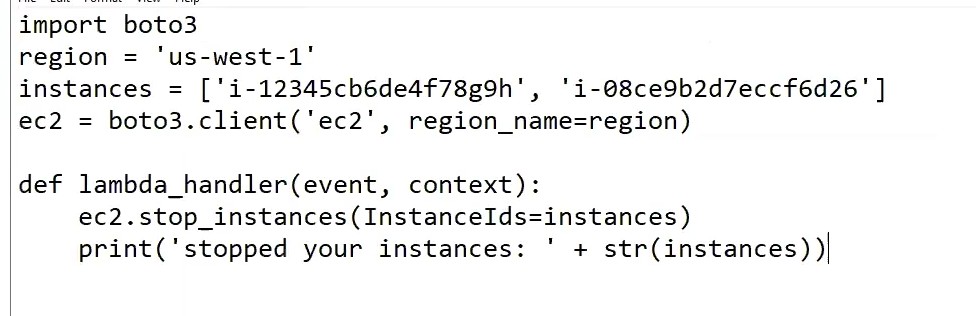 import boto3
region = 'us-west-1'
instances = ['i-12345cb6de4f78g9h', 'i-08ce9b2d7eccf6d26']
ec2 = boto3.client('ec2', region_name=region)
def lambda_handler(event, context):
    ec2.stop_instances(InstanceIds=instances)
    print('stopped your instances: ' + str(instances))